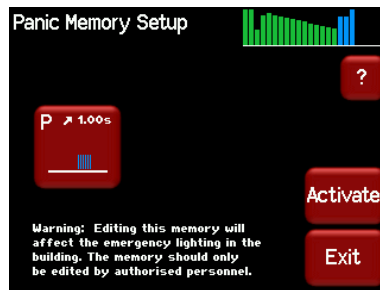 Panic Memory Setup
?
P ↗ 1.00s
Activate
Warning: Editing this memory will
affect the emergency lighting in the
building. The memory should only
be edited by authorised personnel.
Exit